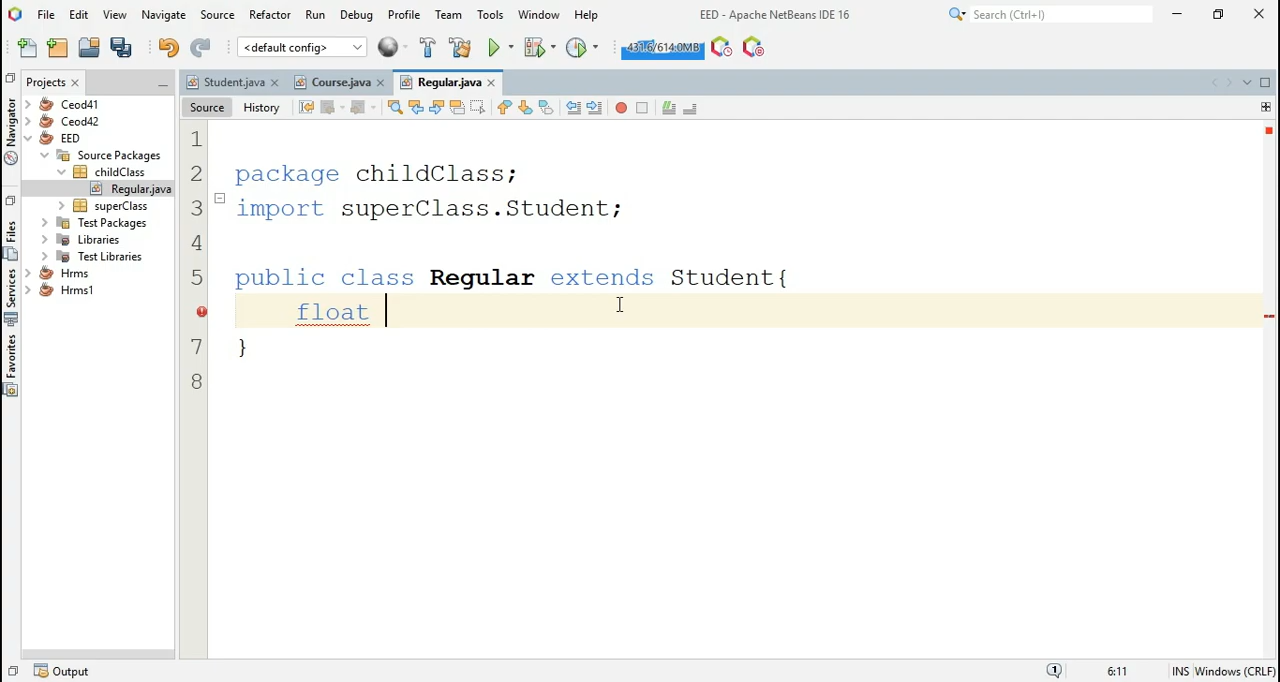 File Edit View Navigate Source Refactor Run Debug Profile Team Tools Window Help EED - Apache NetBeans IDE 16 Search (Ctrl+I)
<default config> 431.6/614.0MB
Projects Student.java Course.java Regular.java
Source History
Navigator
Files
Services
Favorites
Ceod41
Ceod42
EED
Source Packages
childClass
Regular.java
superClass
Test Packages
Libraries
Test Libraries
Hrms
Hrms1
1
2 package childClass;
3 import superClass.Student;
4
5 public class Regular extends Student{
float
7 }
8
Output 1 6:11 INS Windows (CRLF)